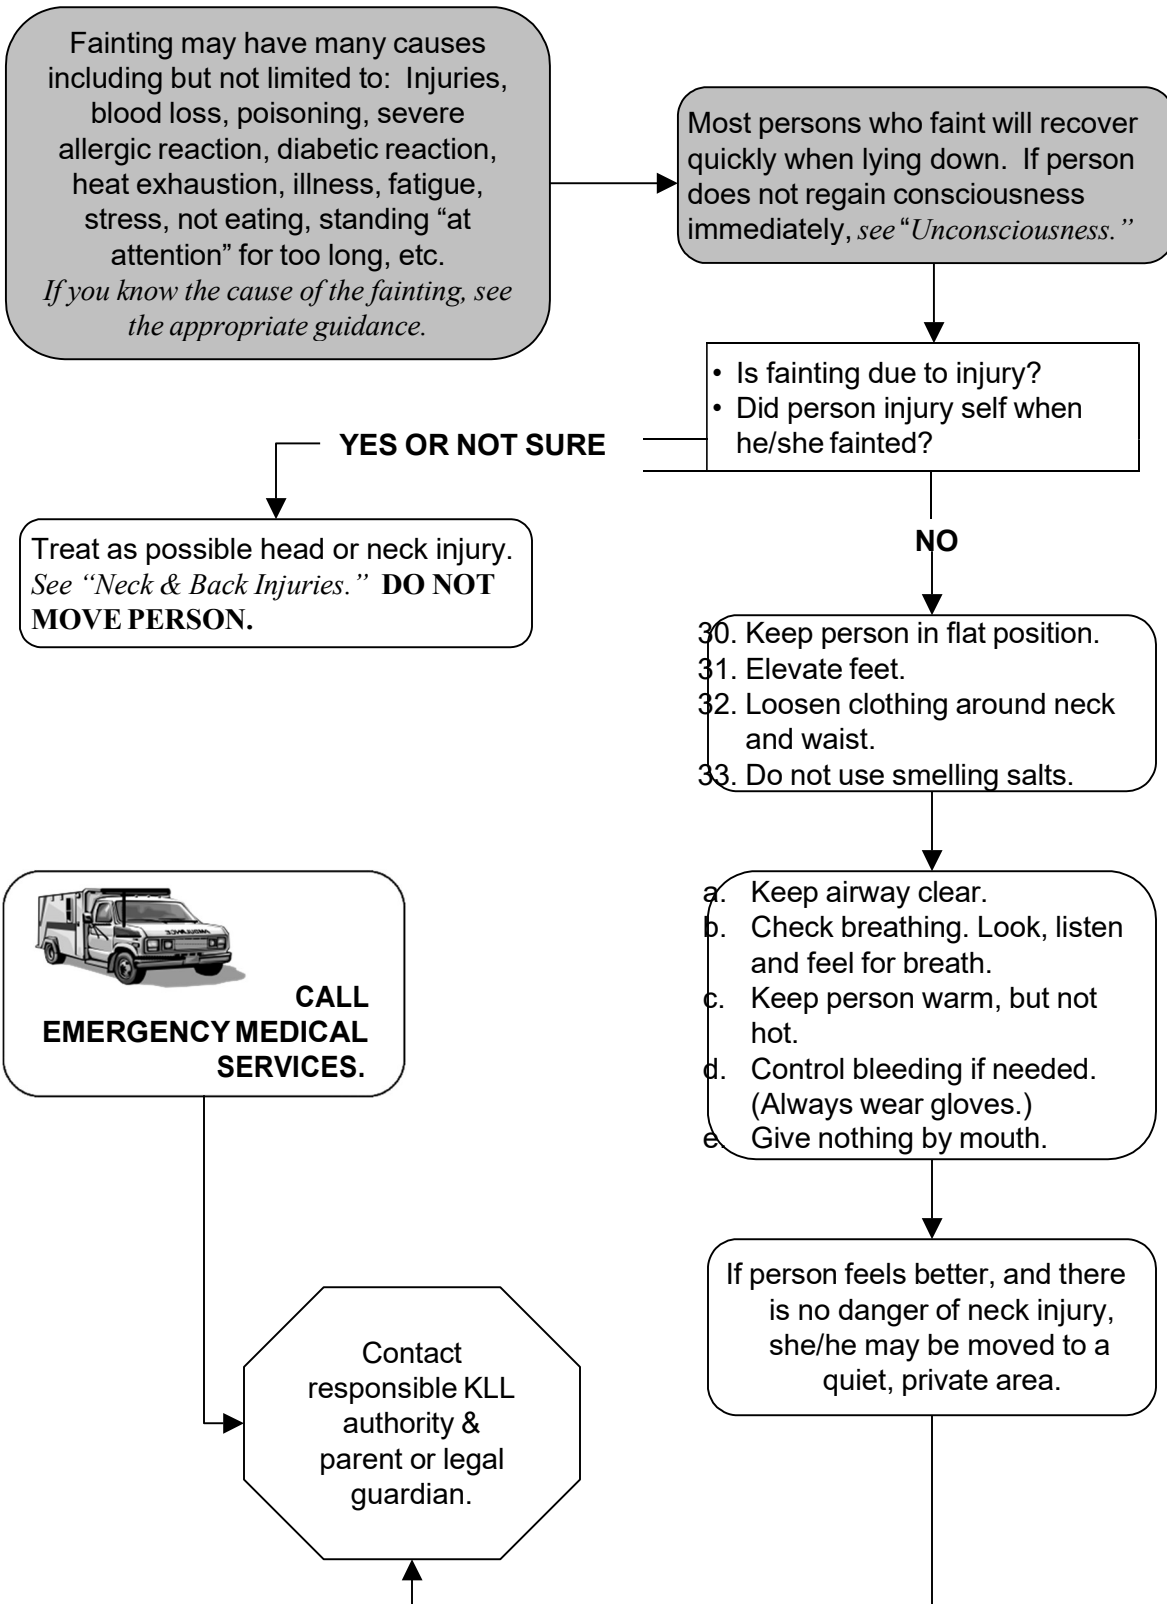 Fainting may have many causes
including but not limited to: Injuries,
blood loss, poisoning, severe
allergic reaction, diabetic reaction,
heat exhaustion, illness, fatigue,
stress, not eating, standing “at
attention” for too long, etc.
If you know the cause of the fainting, see
the appropriate guidance.
Most persons who faint will recover
quickly when lying down. If person
does not regain consciousness
immediately, see “Unconsciousness.”
• Is fainting due to injury?
• Did person injury self when
he/she fainted?
YES OR NOT SURE
Treat as possible head or neck injury.
See “Neck & Back Injuries.” DO NOT
MOVE PERSON.
NO
30. Keep person in flat position.
31. Elevate feet.
32. Loosen clothing around neck
and waist.
33. Do not use smelling salts.
a. Keep airway clear.
b. Check breathing. Look, listen
and feel for breath.
c. Keep person warm, but not
hot.
d. Control bleeding if needed.
(Always wear gloves.)
e. Give nothing by mouth.
CALL
EMERGENCY MEDICAL
SERVICES.
If person feels better, and there
is no danger of neck injury,
she/he may be moved to a
quiet, private area.
Contact
responsible KLL
authority &
parent or legal
guardian.